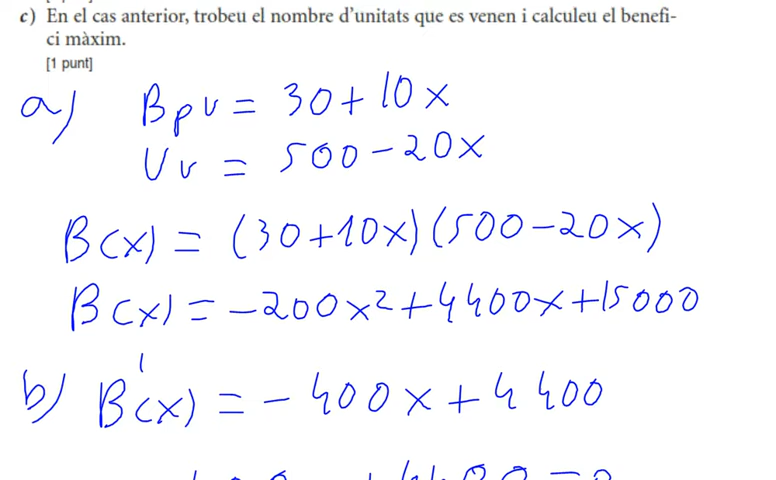 c) En el cas anterior, trobeu el nombre d'unitats que es venen i calculeu el benefi-
ci màxim.
[1 punt]
a) Bpv = 30+10x
Uv = 500-20x
B(x) = (30+10x)(500-20x)
B(x) = -200x²+4400x+15000
b) B'(x) = -400x+4400